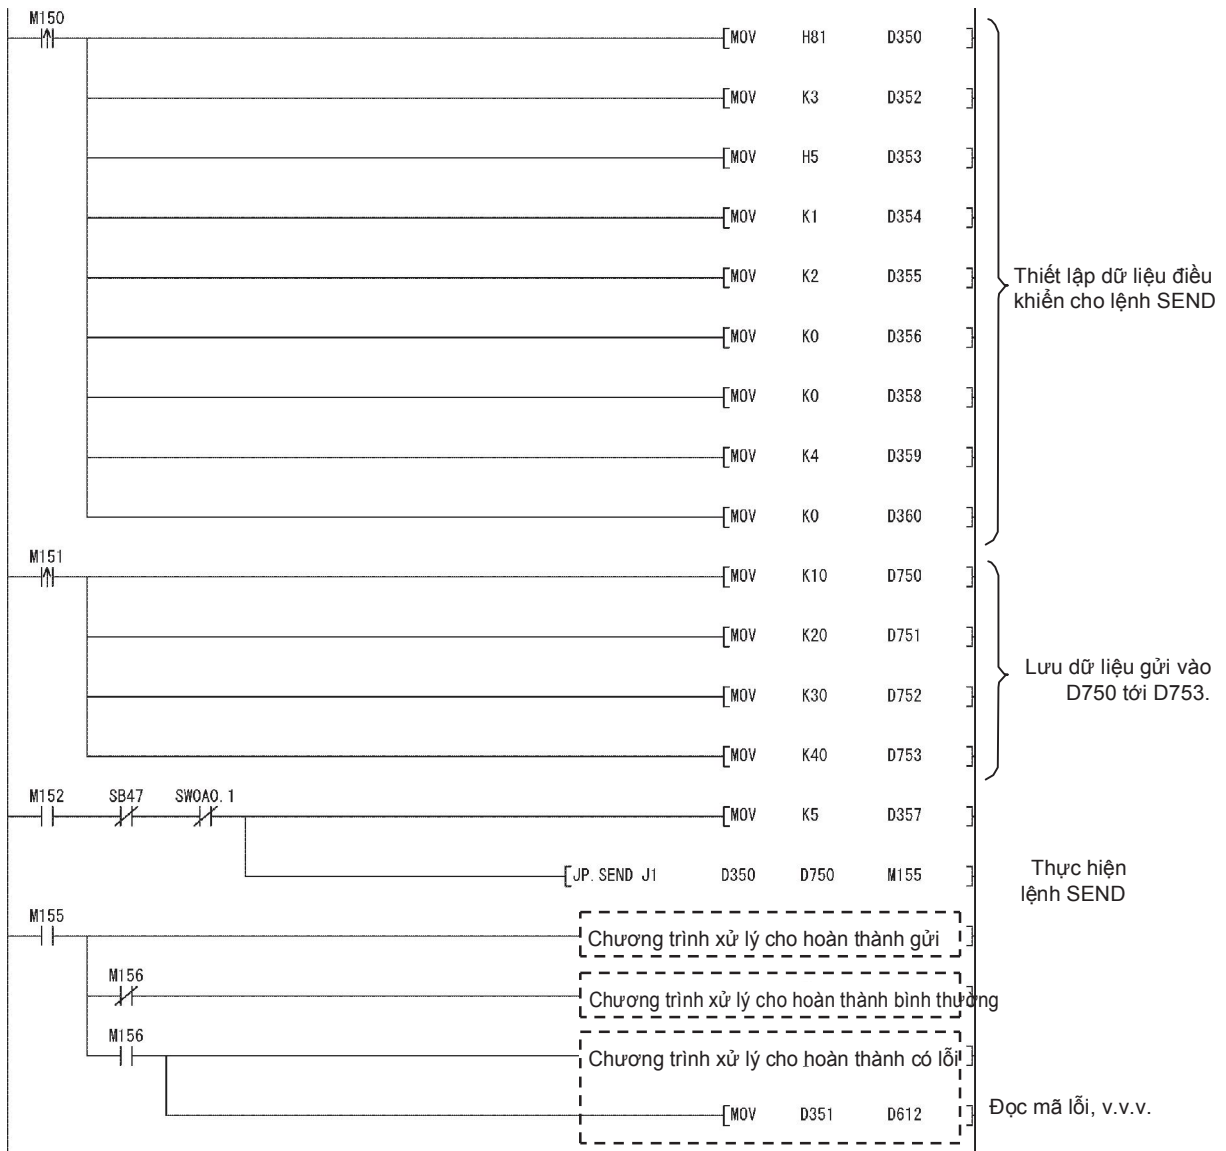 M150
[MOV H81 D350 ]
[MOV K3 D352 ]
[MOV H5 D353 ]
[MOV K1 D354 ]
[MOV K2 D355 ]
[MOV K0 D356 ]
[MOV K0 D358 ]
[MOV K4 D359 ]
[MOV K0 D360 ]
Thiết lập dữ liệu điều
khiển cho lệnh SEND
M151
[MOV K10 D750 ]
[MOV K20 D751 ]
[MOV K30 D752 ]
[MOV K40 D753 ]
Lưu dữ liệu gửi vào
D750 tới D753.
M152 SB47 SW0A0.1
[MOV K5 D357 ]
[JP.SEND J1 D350 D750 M155 ]
Thực hiện
lệnh SEND
M155
Chương trình xử lý cho hoàn thành gửi ]
M156
Chương trình xử lý cho hoàn thành bình thường
M156
Chương trình xử lý cho hoàn thành có lỗi ]
[MOV D351 D612 ]
Đọc mã lỗi, v.v.v.